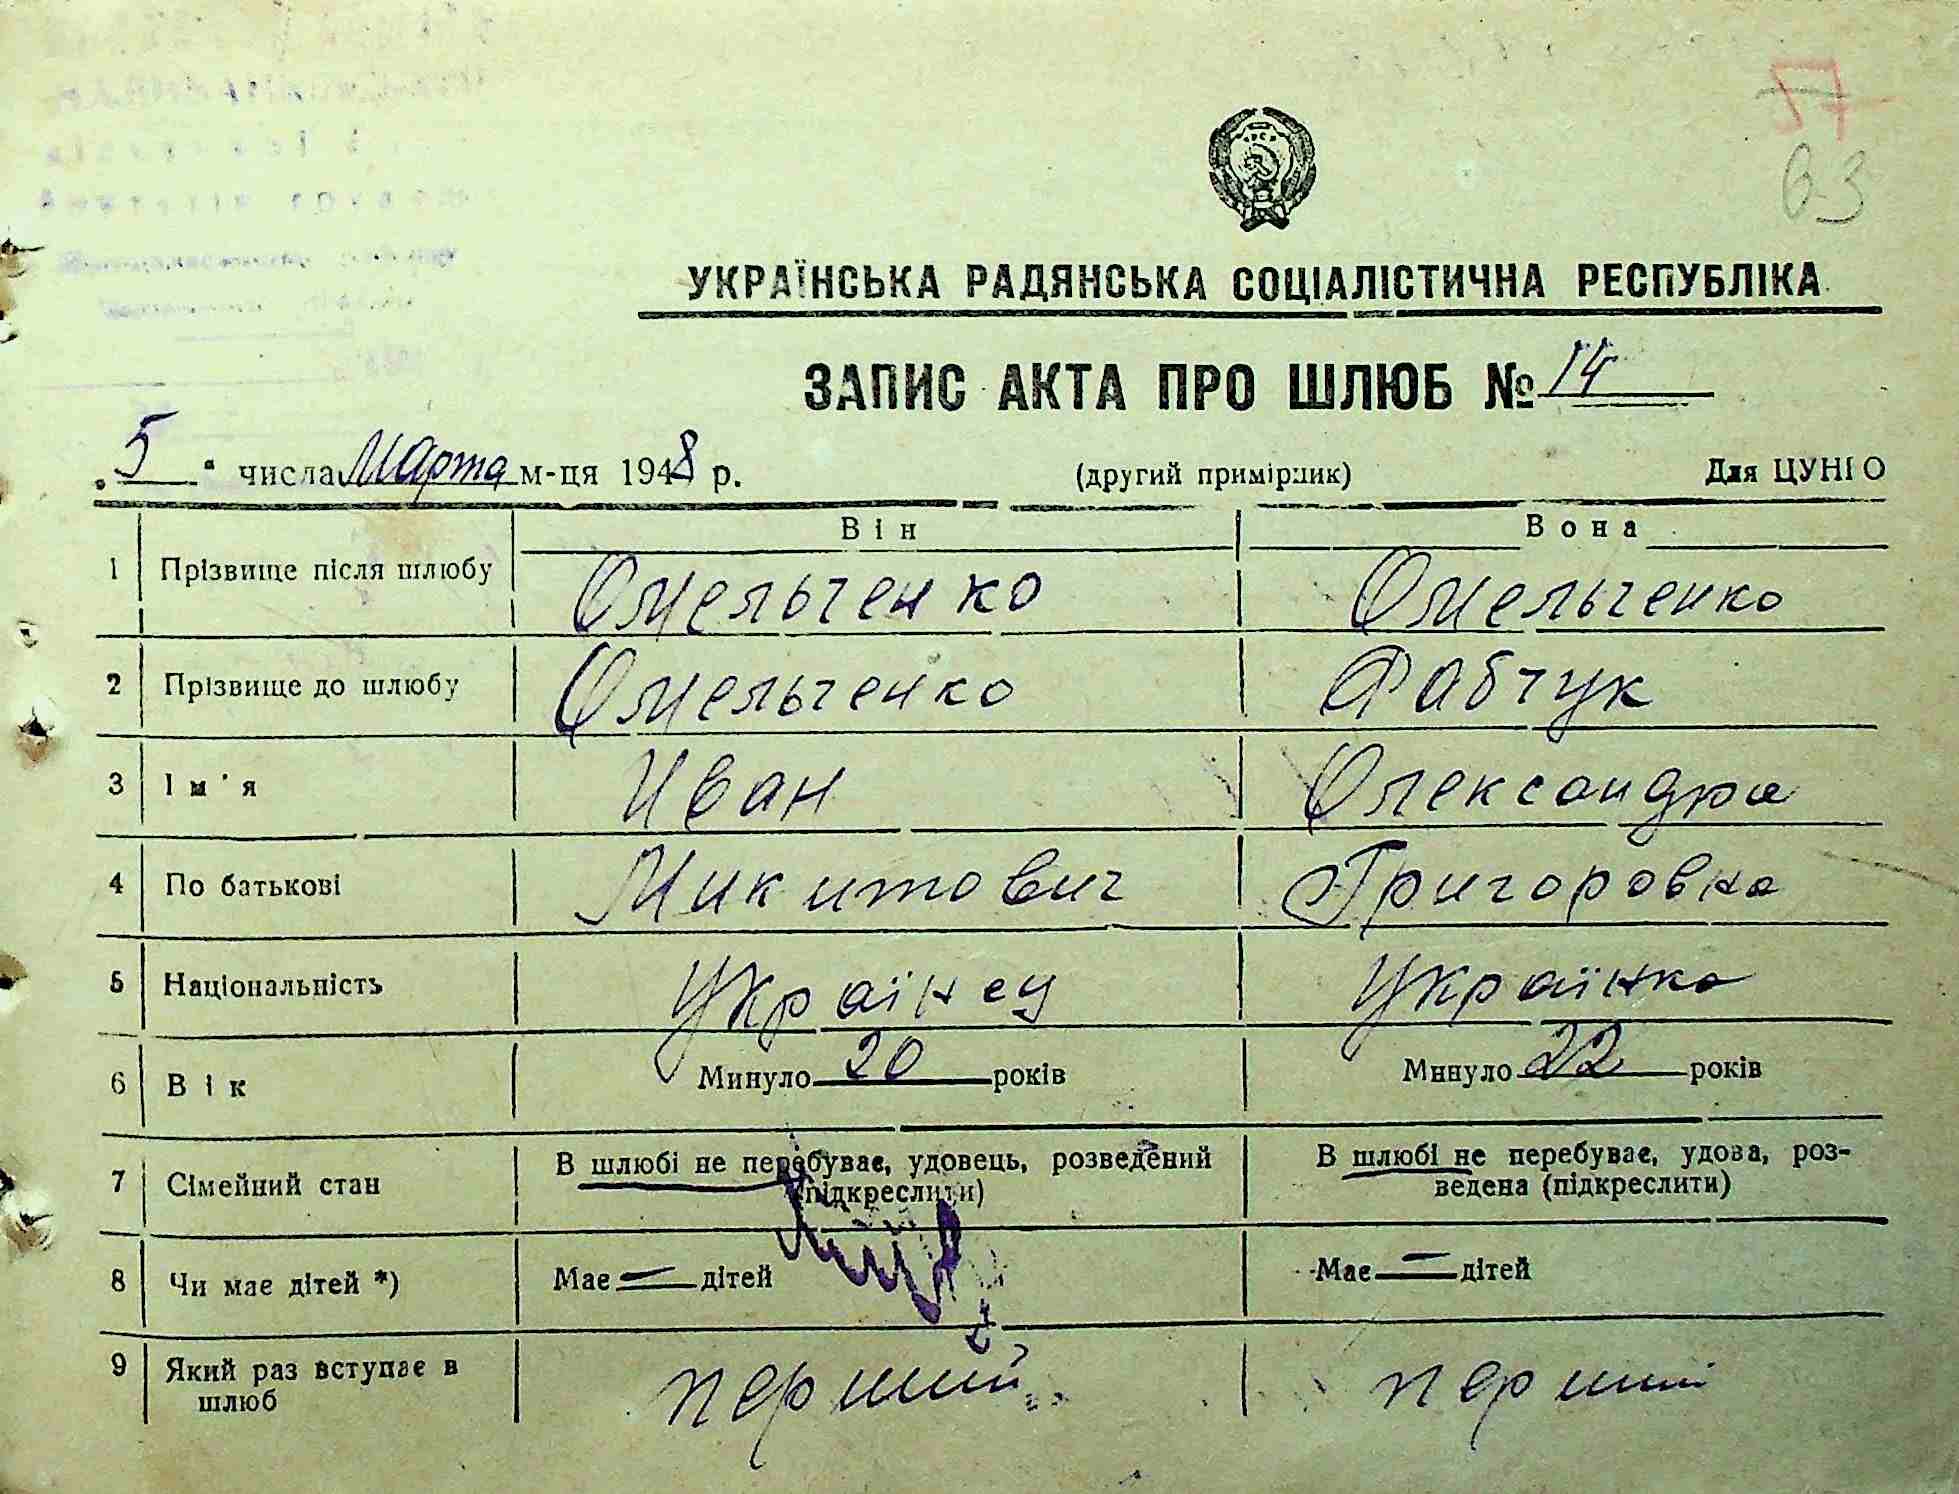 57
63
УКРАЇНСЬКА РАДЯНСЬКА СОЦІАЛІСТИЧНА РЕСПУБЛІКА
ЗАПИС АКТА ПРО ШЛЮБ № 14
"5" числа Марта м-ця 1948 р. (другий примірник) Для ЦУНГО
Він Вона
1 Прізвище після шлюбу Омельченко Омельченко
2 Прізвище до шлюбу Омельченко Фабчук
3 Ім'я Иван Олександра
4 По батькові Микитович Григоровна
5 Національність Українец Українка
6 Вік Минуло 20 років Минуло 22 років
7 Сімейний стан В шлюбі не перебуває, удовець, розведений (підкреслити) В шлюбі не перебуває, удова, роз-
ведена (підкреслити)
8 Чи має дітей *) Має — дітей Має — дітей
9 Який раз вступає в
шлюб перший перший